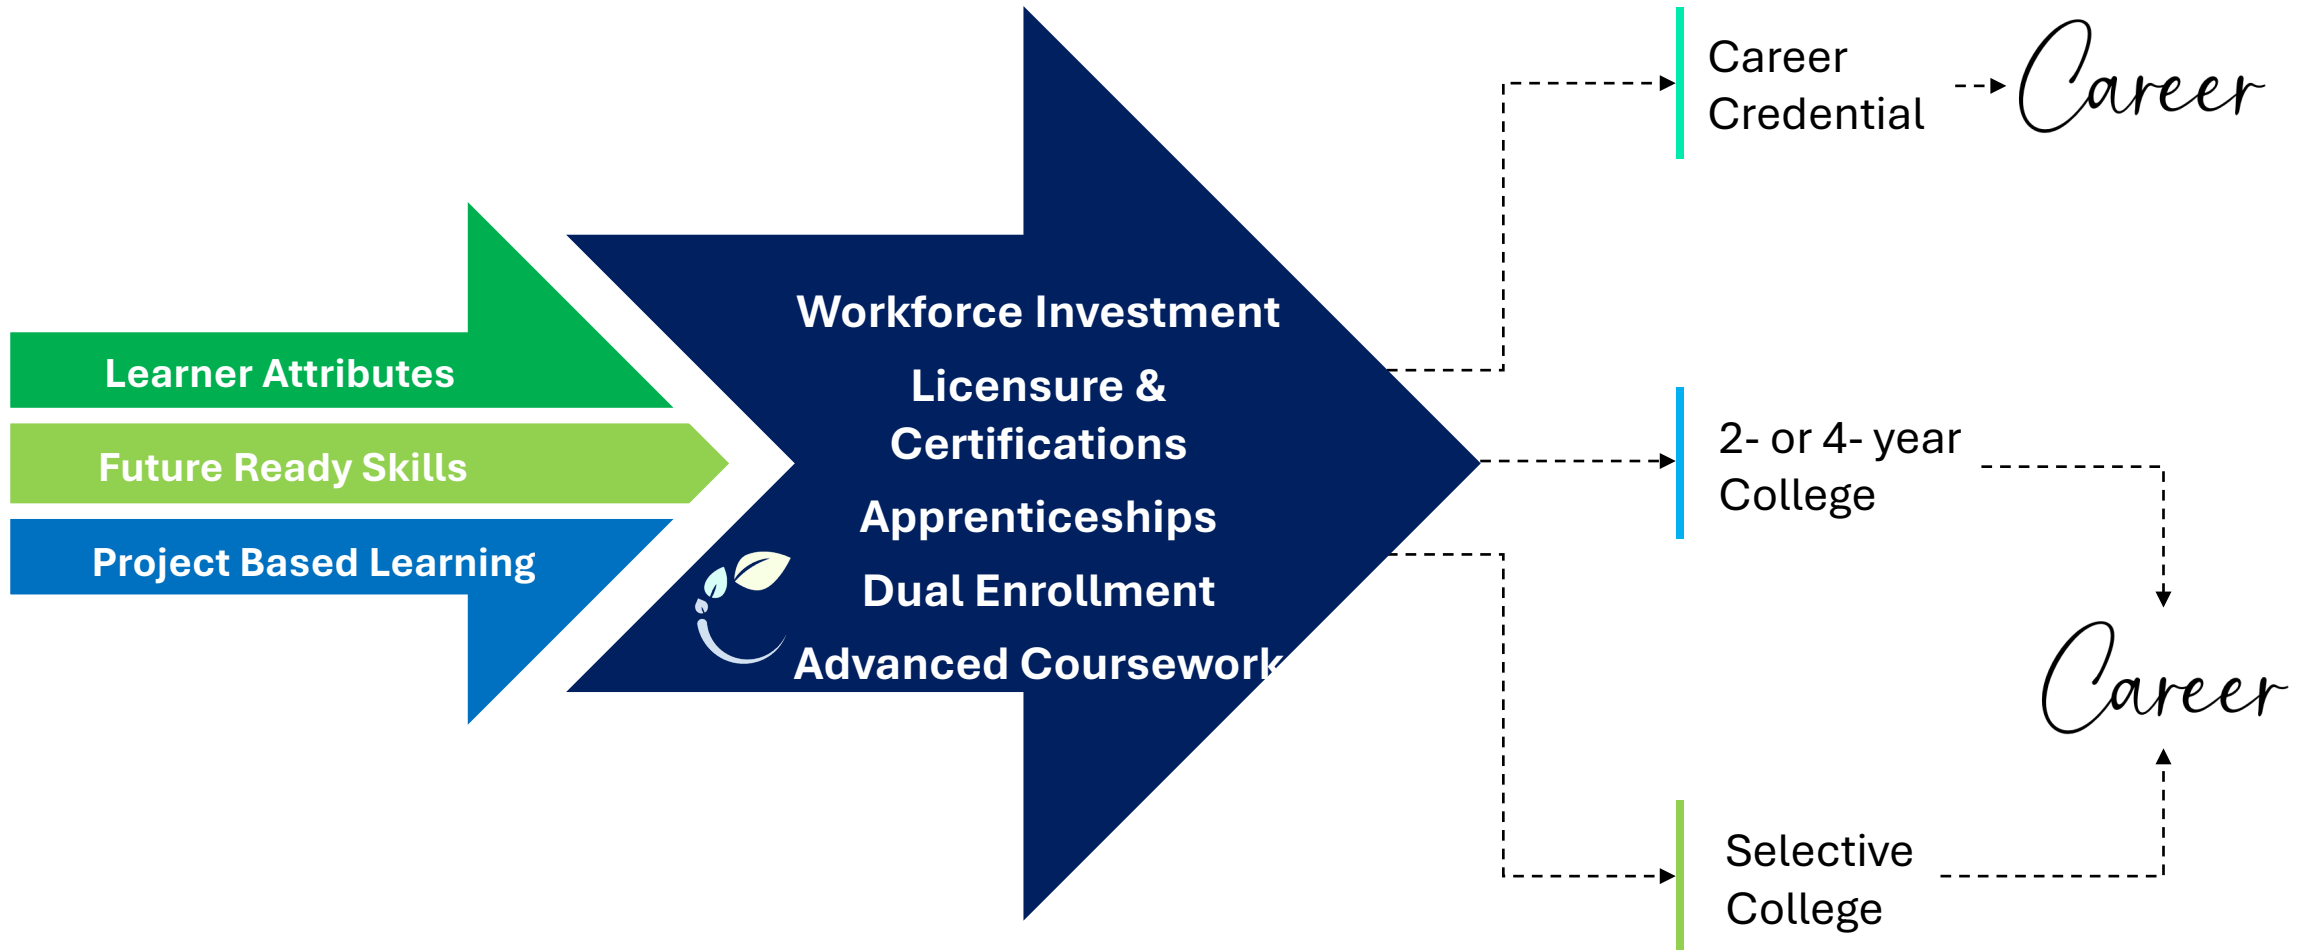 Learner Attributes
Future Ready Skills
Project Based Learning
Workforce Investment
Licensure &
Certifications
Apprenticeships
Dual Enrollment
Advanced Coursework
Career
Credential
Career
2- or 4- year
College
Career
Selective
College